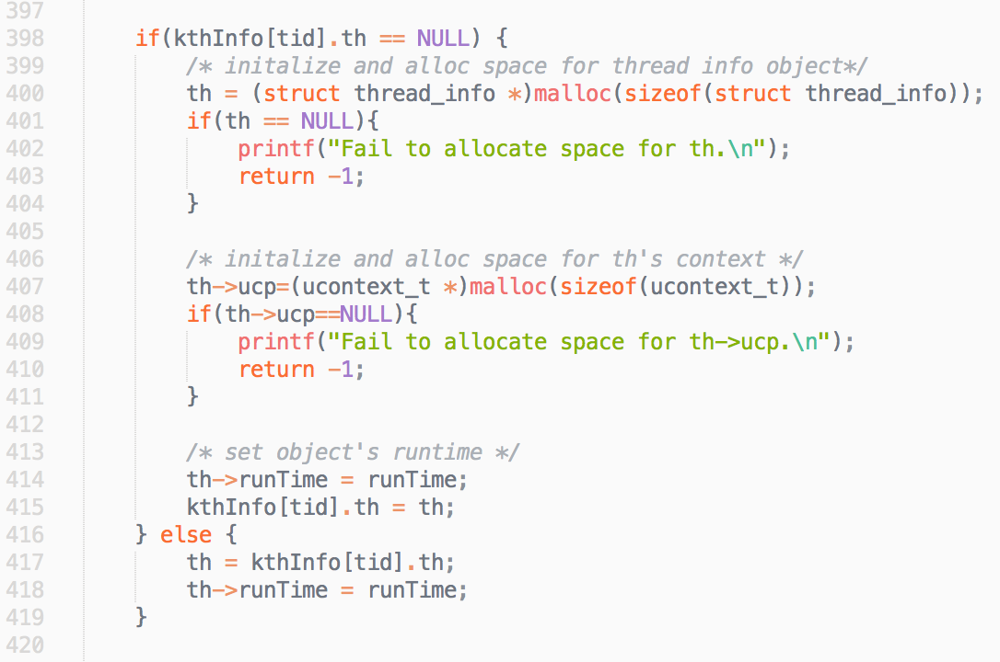 397
398 if(kthInfo[tid].th == NULL) {
399 /* initalize and alloc space for thread info object*/
400 th = (struct thread_info *)malloc(sizeof(struct thread_info));
401 if(th == NULL){
402 printf("Fail to allocate space for th.\n");
403 return -1;
404 }
405
406 /* initalize and alloc space for th's context */
407 th->ucp=(ucontext_t *)malloc(sizeof(ucontext_t));
408 if(th->ucp==NULL){
409 printf("Fail to allocate space for th->ucp.\n");
410 return -1;
411 }
412
413 /* set object's runtime */
414 th->runTime = runTime;
415 kthInfo[tid].th = th;
416 } else {
417 th = kthInfo[tid].th;
418 th->runTime = runTime;
419 }
420